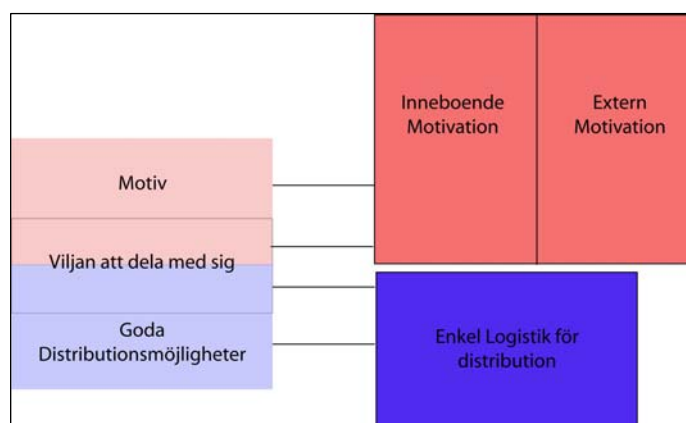 Inneboende
Motivation
Extern
Motivation
Motiv
Viljan att dela med sig
Goda
Distributionsmöjligheter
Enkel Logistik för
distribution